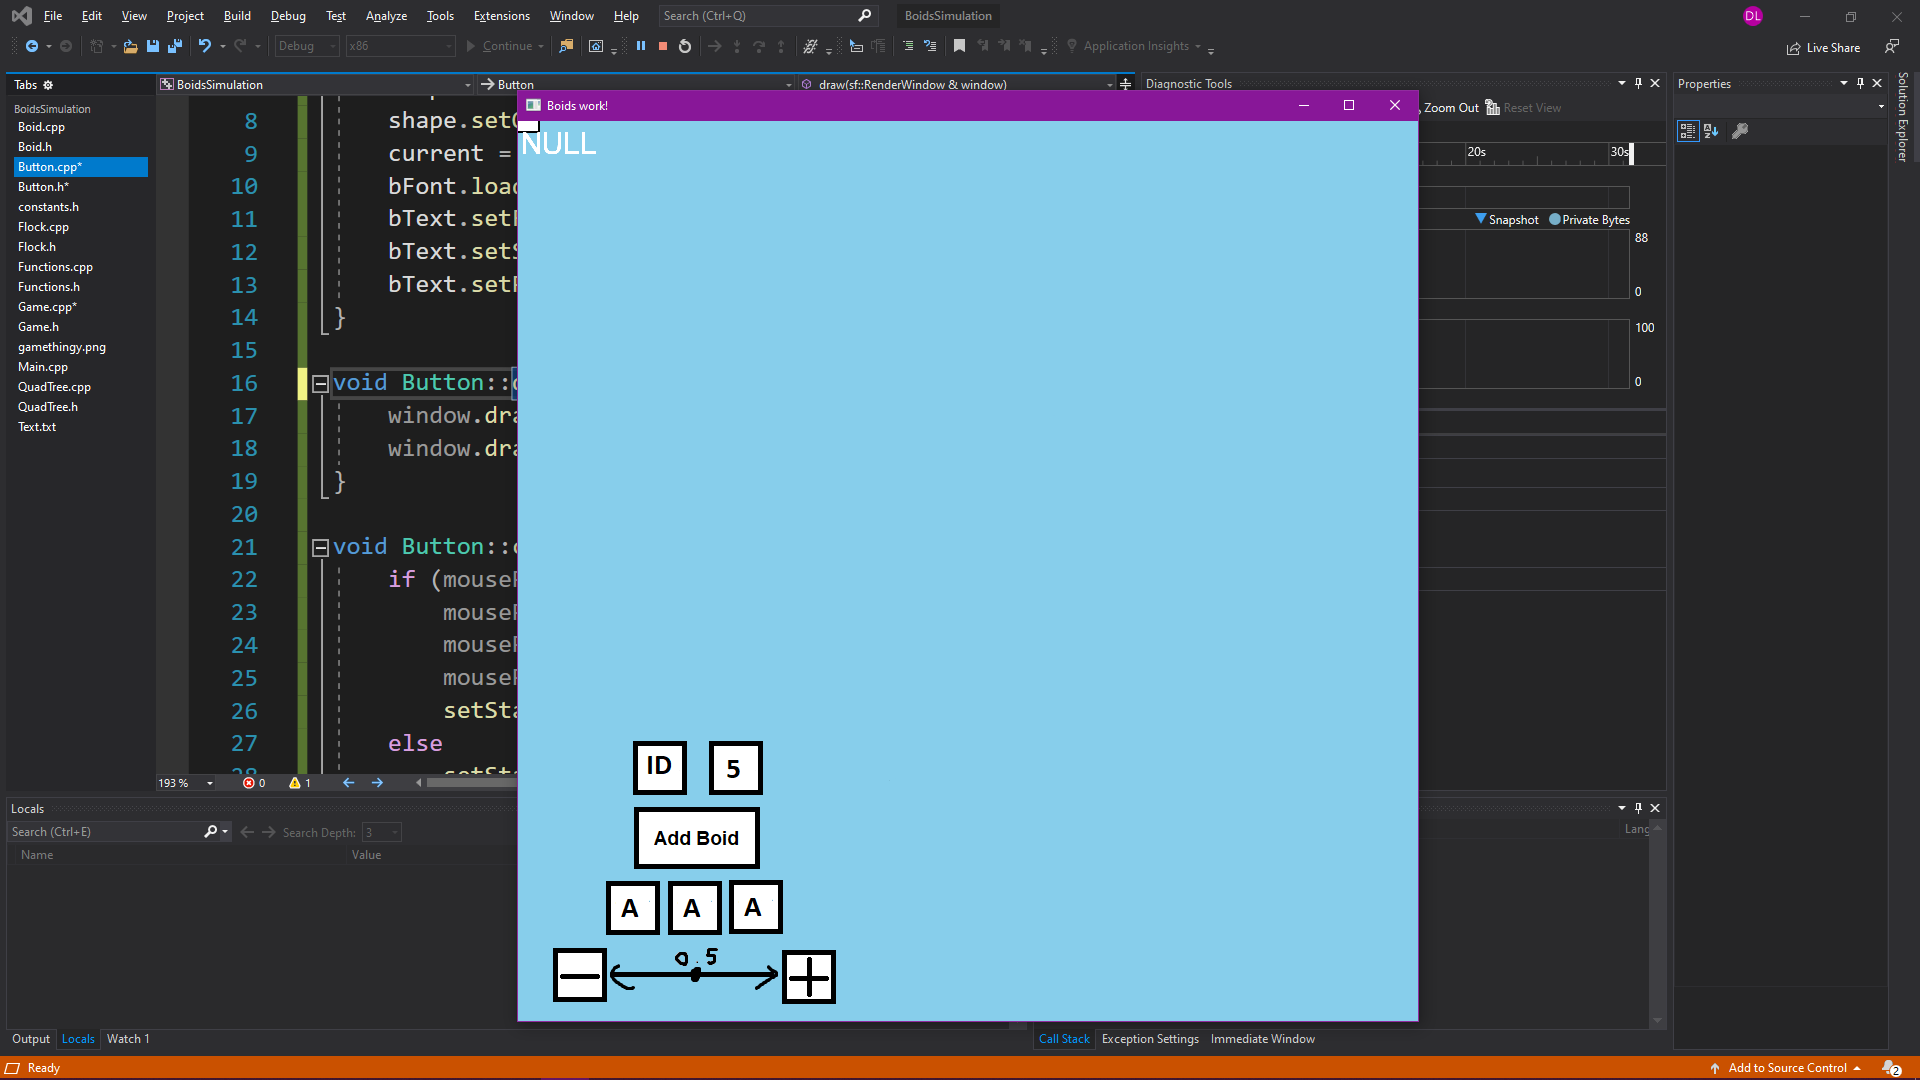 File Edit View Project Build Debug Test Analyze Tools Extensions Window Help Search (Ctrl+Q) BoidsSimulation DL
Debug x86 Continue Application Insights Live Share
Tabs
BoidsSimulation
Boid.cpp
Boid.h
Button.cpp*
Button.h*
constants.h
Flock.cpp
Flock.h
Functions.cpp
Functions.h
Game.cpp*
Game.h
gamethingy.png
Main.cpp
QuadTree.cpp
QuadTree.h
Text.txt
BoidsSimulation Button draw(sf::RenderWindow & window)
8 shape.set
9 current =
10 bFont.loa
11 bText.set
12 bText.set
13 bText.set
14 }
15
16 void Button::
17 window.dra
18 window.dra
19 }
20
21 void Button::
22 if (mouse
23 mouse
24 mouse
25 mouse
26 setSta
27 else
28 setSt
193 % 0 1
Boids work!
NULL
ID 5
Add Boid
A A A
0.5
Diagnostic Tools
Zoom Out Reset View
20s 30s
Snapshot Private Bytes
88
0
100
0
Properties
Solution Explorer
Locals
Search (Ctrl+E) Search Depth: 3
Name Value
Lang
Output Locals Watch 1
Call Stack Exception Settings Immediate Window
Ready Add to Source Control 2